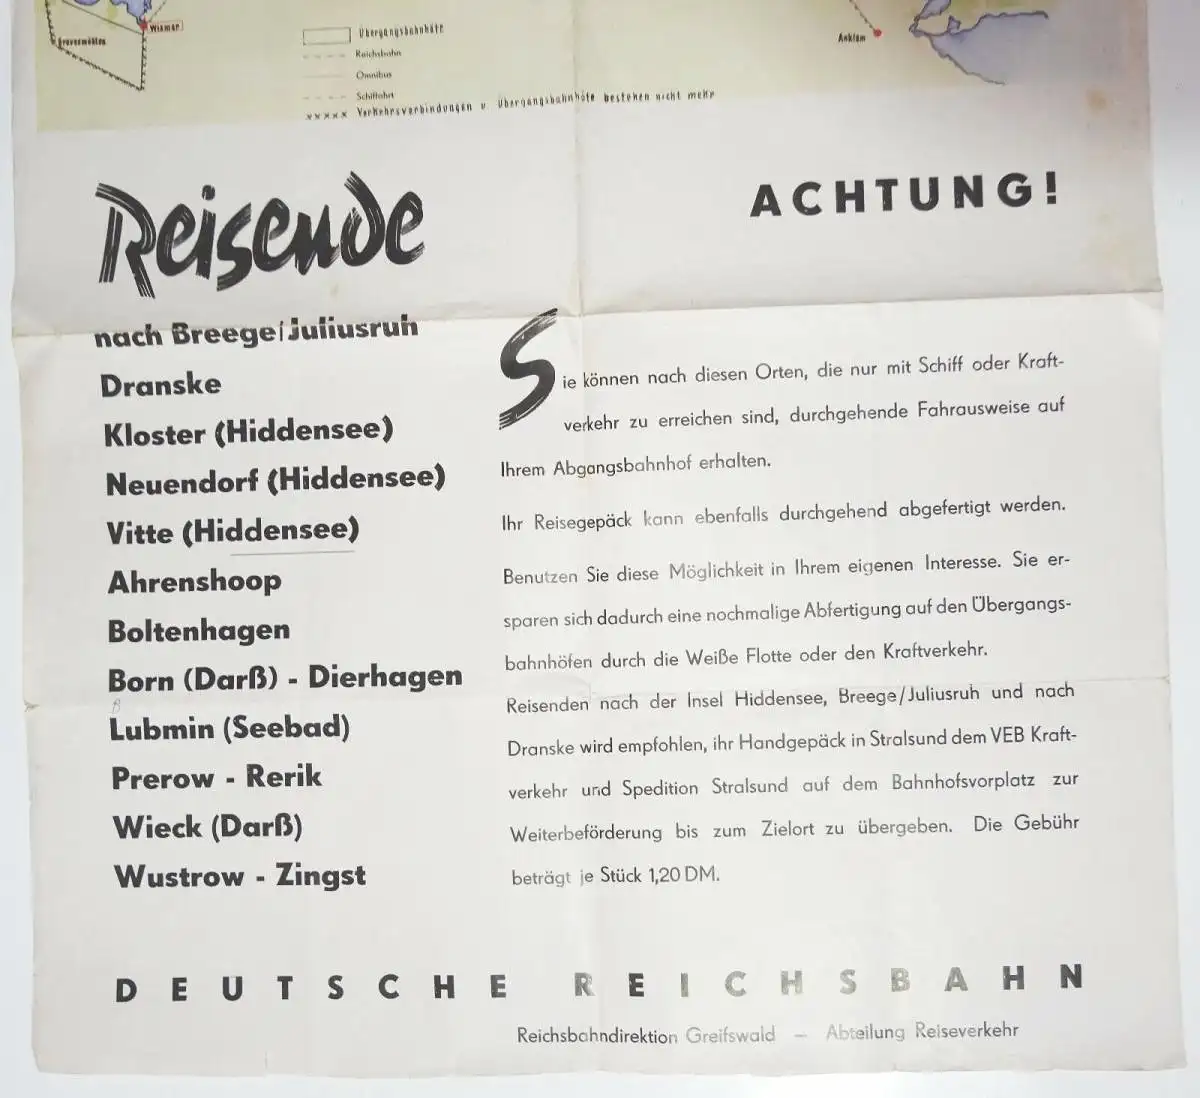 Wismar
Grevesmühlen
Anklam
Übergangsbahnhöfe
Reichsbahn
Omnibus
Schiffahrt
xxxxx Verkehrsverbindungen u. Übergangsbahnhöfe bestehen nicht mehr
Reisende
ACHTUNG!
nach Breege/Juliusruh
Dranske
Kloster (Hiddensee)
Neuendorf (Hiddensee)
Vitte (Hiddensee)
Ahrenshoop
Boltenhagen
Born (Darß) - Dierhagen
Lubmin (Seebad)
Prerow - Rerik
Wieck (Darß)
Wustrow - Zingst
Sie können nach diesen Orten, die nur mit Schiff oder Kraft-
verkehr zu erreichen sind, durchgehende Fahrausweise auf
Ihrem Abgangsbahnhof erhalten.
Ihr Reisegepäck kann ebenfalls durchgehend abgefertigt werden.
Benutzen Sie diese Möglichkeit in Ihrem eigenen Interesse. Sie er-
sparen sich dadurch eine nochmalige Abfertigung auf den Übergangs-
bahnhöfen durch die Weiße Flotte oder den Kraftverkehr.
Reisenden nach der Insel Hiddensee, Breege/Juliusruh und nach
Dranske wird empfohlen, ihr Handgepäck in Stralsund dem VEB Kraft-
verkehr und Spedition Stralsund auf dem Bahnhofsvorplatz zur
Weiterbeförderung bis zum Zielort zu übergeben. Die Gebühr
beträgt je Stück 1,20 DM.
DEUTSCHE REICHSBAHN
Reichsbahndirektion Greifswald – Abteilung Reiseverkehr